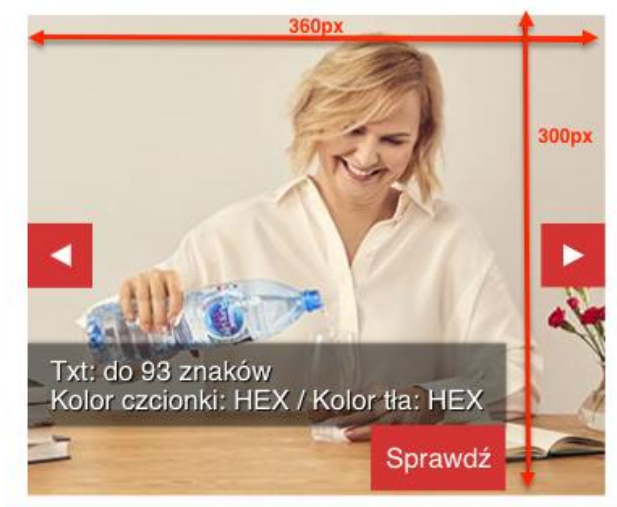 360px
300px
Txt: do 93 znaków
Kolor czcionki: HEX / Kolor tła: HEX
Sprawdź